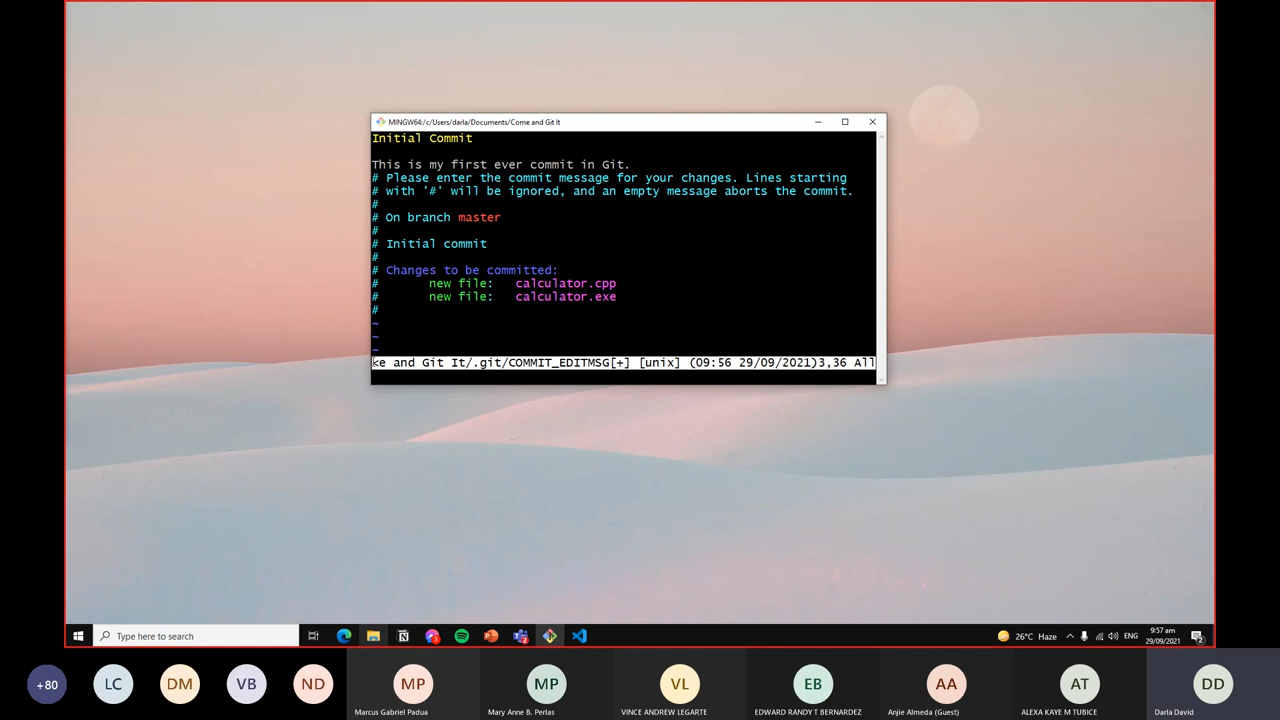 MINGW64:/c/Users/darla/Documents/Come and Git It
Initial Commit
This is my first ever commit in Git.
# Please enter the commit message for your changes. Lines starting
# with '#' will be ignored, and an empty message aborts the commit.
#
# On branch master
#
# Initial commit
#
# Changes to be committed:
#       new file:   calculator.cpp
#       new file:   calculator.exe
#
~
~
~
<e and Git It/.git/COMMIT_EDITMSG[+] [unix] (09:56 29/09/2021)3,36 All
Type here to search
3
2
26°C Haze
ENG
9:57 am
29/09/2021
2
+80
LC
DM
VB
ND
MP
Marcus Gabriel Padua
MP
Mary Anne B. Perlas
VL
VINCE ANDREW LEGARTE
EB
EDWARD RANDY T BERNARDEZ
AA
Anjie Almeda (Guest)
AT
ALEXA KAYE M TUBICE
DD
Darla David